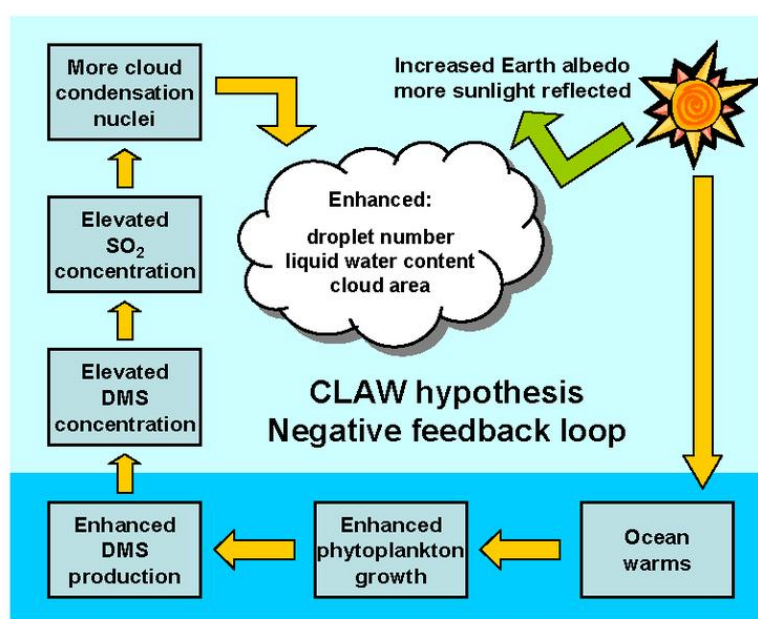 More cloud
condensation
nuclei
Increased Earth albedo
more sunlight reflected
Enhanced:
droplet number
liquid water content
cloud area
Elevated
SO₂
concentration
Elevated
DMS
concentration
CLAW hypothesis
Negative feedback loop
Enhanced
DMS
production
Enhanced
phytoplankton
growth
Ocean
warms